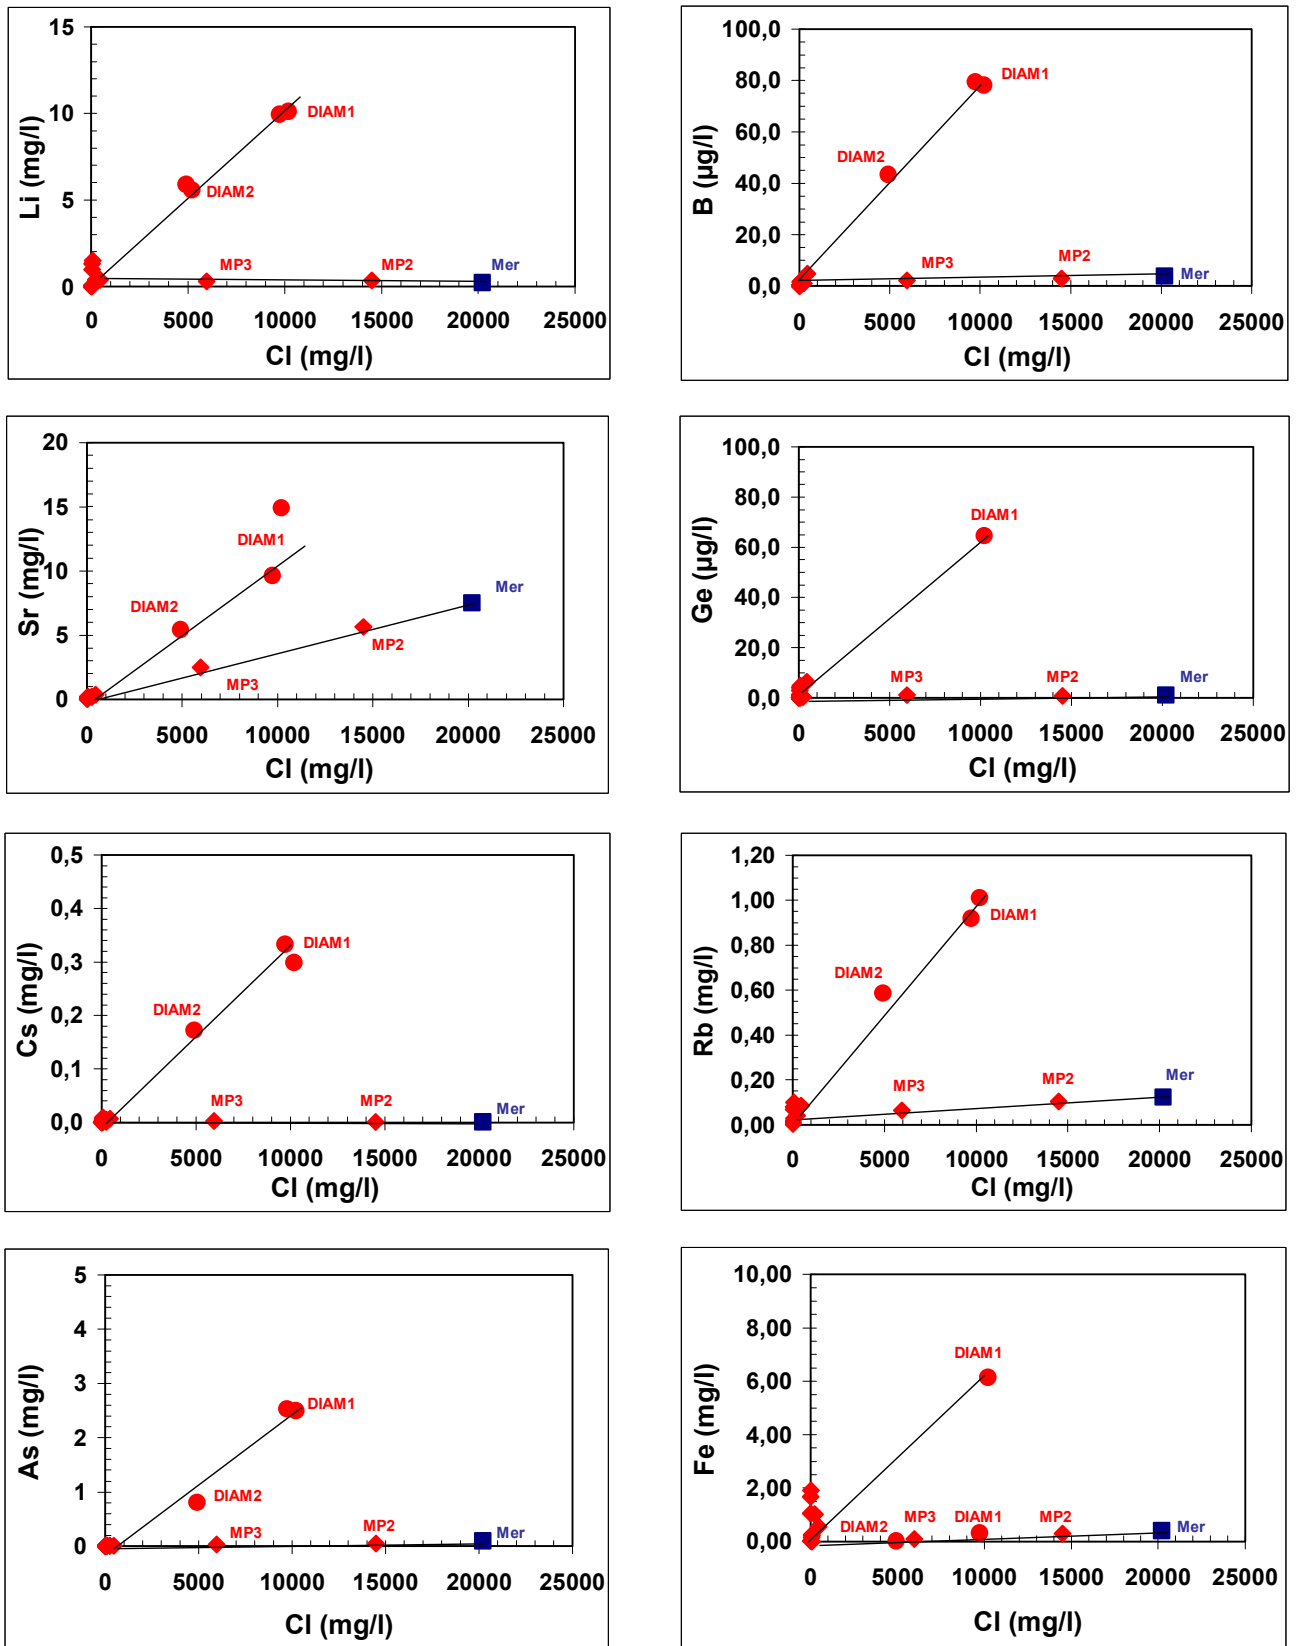 15
10
5
0
Li (mg/l)
DIAM1
DIAM2
MP3
MP2
Mer
0 5000 10000 15000 20000 25000
Cl (mg/l)
100,0
80,0
60,0
40,0
20,0
0,0
B (µg/l)
DIAM1
DIAM2
MP3
MP2
Mer
0 5000 10000 15000 20000 25000
Cl (mg/l)
20
15
10
5
0
Sr (mg/l)
DIAM1
DIAM2
Mer
MP2
MP3
0 5000 10000 15000 20000 25000
Cl (mg/l)
100,0
80,0
60,0
40,0
20,0
0,0
Ge (µg/l)
DIAM1
MP3
MP2
Mer
0 5000 10000 15000 20000 25000
Cl (mg/l)
0,5
0,4
0,3
0,2
0,1
0,0
Cs (mg/l)
DIAM1
DIAM2
MP3
MP2
Mer
0 5000 10000 15000 20000 25000
Cl (mg/l)
1,20
1,00
0,80
0,60
0,40
0,20
0,00
Rb (mg/l)
DIAM1
DIAM2
MP3
MP2
Mer
0 5000 10000 15000 20000 25000
Cl (mg/l)
5
4
3
2
1
0
As (mg/l)
DIAM1
DIAM2
MP3
MP2
Mer
0 5000 10000 15000 20000 25000
Cl (mg/l)
10,00
8,00
6,00
4,00
2,00
0,00
Fe (mg/l)
DIAM1
DIAM2
MP3
DIAM1
MP2
Mer
0 5000 10000 15000 20000 25000
Cl (mg/l)